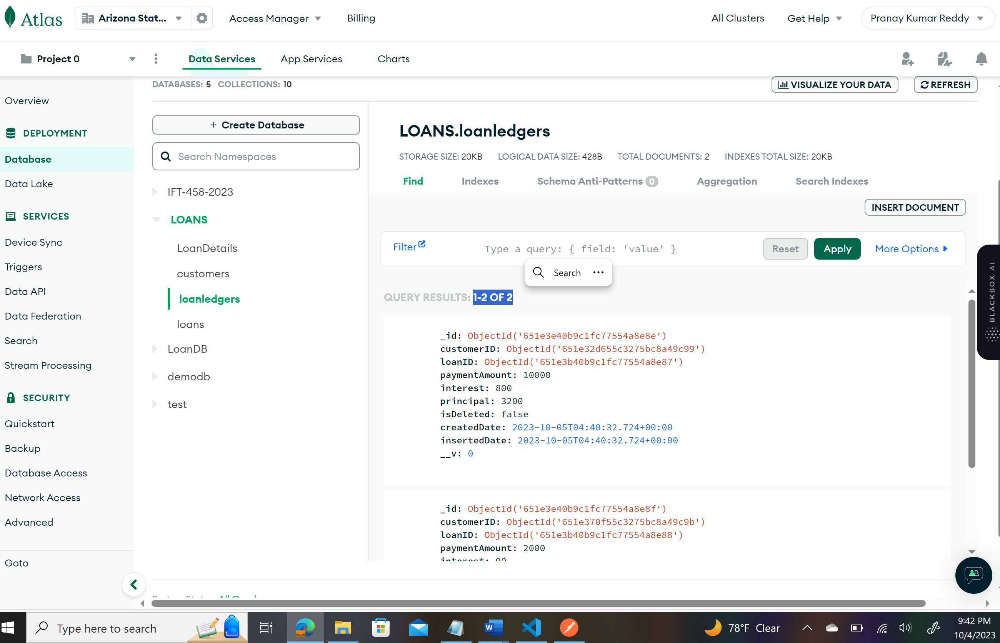 Atlas
Arizona Stat...
Access Manager
Billing
All Clusters
Get Help
Pranay Kumar Reddy
Project 0
Data Services
App Services
Charts
DATABASES: 5 COLLECTIONS: 10
VISUALIZE YOUR DATA
REFRESH
Overview
DEPLOYMENT
Database
Data Lake
SERVICES
Device Sync
Triggers
Data API
Data Federation
Search
Stream Processing
SECURITY
Quickstart
Backup
Database Access
Network Access
Advanced
Goto
+ Create Database
Search Namespaces
IFT-458-2023
LOANS
LoanDetails
customers
loanledgers
loans
LoanDB
demodb
test
LOANS.loanledgers
STORAGE SIZE: 20KB LOGICAL DATA SIZE: 428B TOTAL DOCUMENTS: 2 INDEXES TOTAL SIZE: 20KB
Find
Indexes
Schema Anti-Patterns 0
Aggregation
Search Indexes
INSERT DOCUMENT
Filter
Type a query: { field: 'value' }
Reset
Apply
More Options
Search
QUERY RESULTS: 1-2 OF 2
_id: ObjectId('651e3e40b9c1fc77554a8e8e')
customerID: ObjectId('651e32d655c3275bc8a49c99')
loanID: ObjectId('651e3b40b9c1fc77554a8e87')
paymentAmount: 10000
interest: 800
principal: 3200
isDeleted: false
createdDate: 2023-10-05T04:40:32.724+00:00
insertedDate: 2023-10-05T04:40:32.724+00:00
__v: 0
_id: ObjectId('651e3e40b9c1fc77554a8e8f')
customerID: ObjectId('651e370f55c3275bc8a49c9b')
loanID: ObjectId('651e3b40b9c1fc77554a8e88')
paymentAmount: 2000
interest: 90
BLACKBOX AI
Type here to search
78°F Clear
9:42 PM
10/4/2023